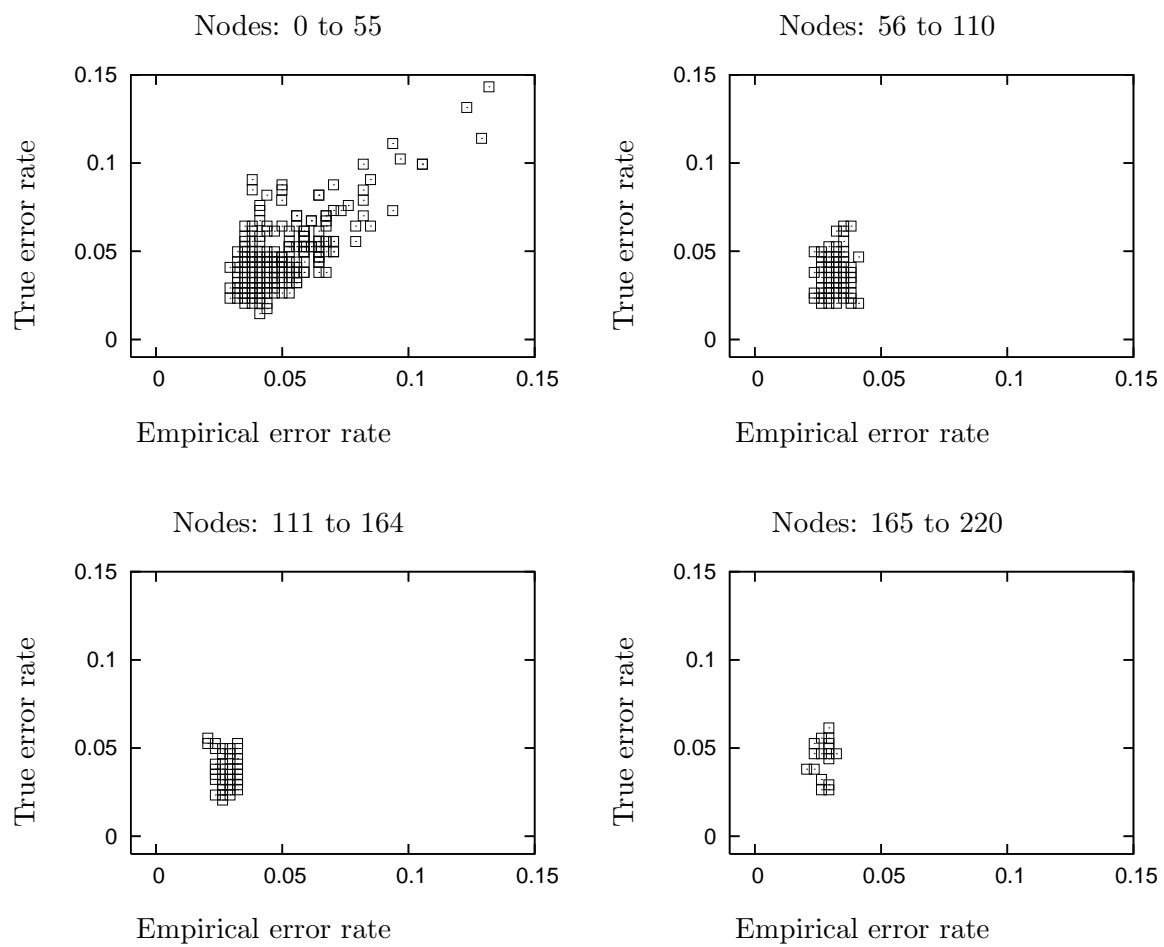 Nodes: 0 to 55
0.15
0.1
0.05
0
True error rate
0 0.05 0.1 0.15
Empirical error rate
Nodes: 56 to 110
0.15
0.1
0.05
0
True error rate
0 0.05 0.1 0.15
Empirical error rate
Nodes: 111 to 164
0.15
0.1
0.05
0
True error rate
0 0.05 0.1 0.15
Empirical error rate
Nodes: 165 to 220
0.15
0.1
0.05
0
True error rate
0 0.05 0.1 0.15
Empirical error rate